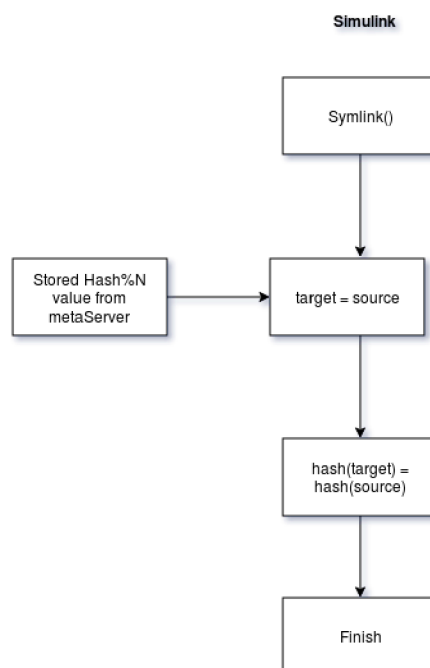 Simulink
Symlink()
Stored Hash%N
value from
metaServer
target = source
hash(target) =
hash(source)
Finish